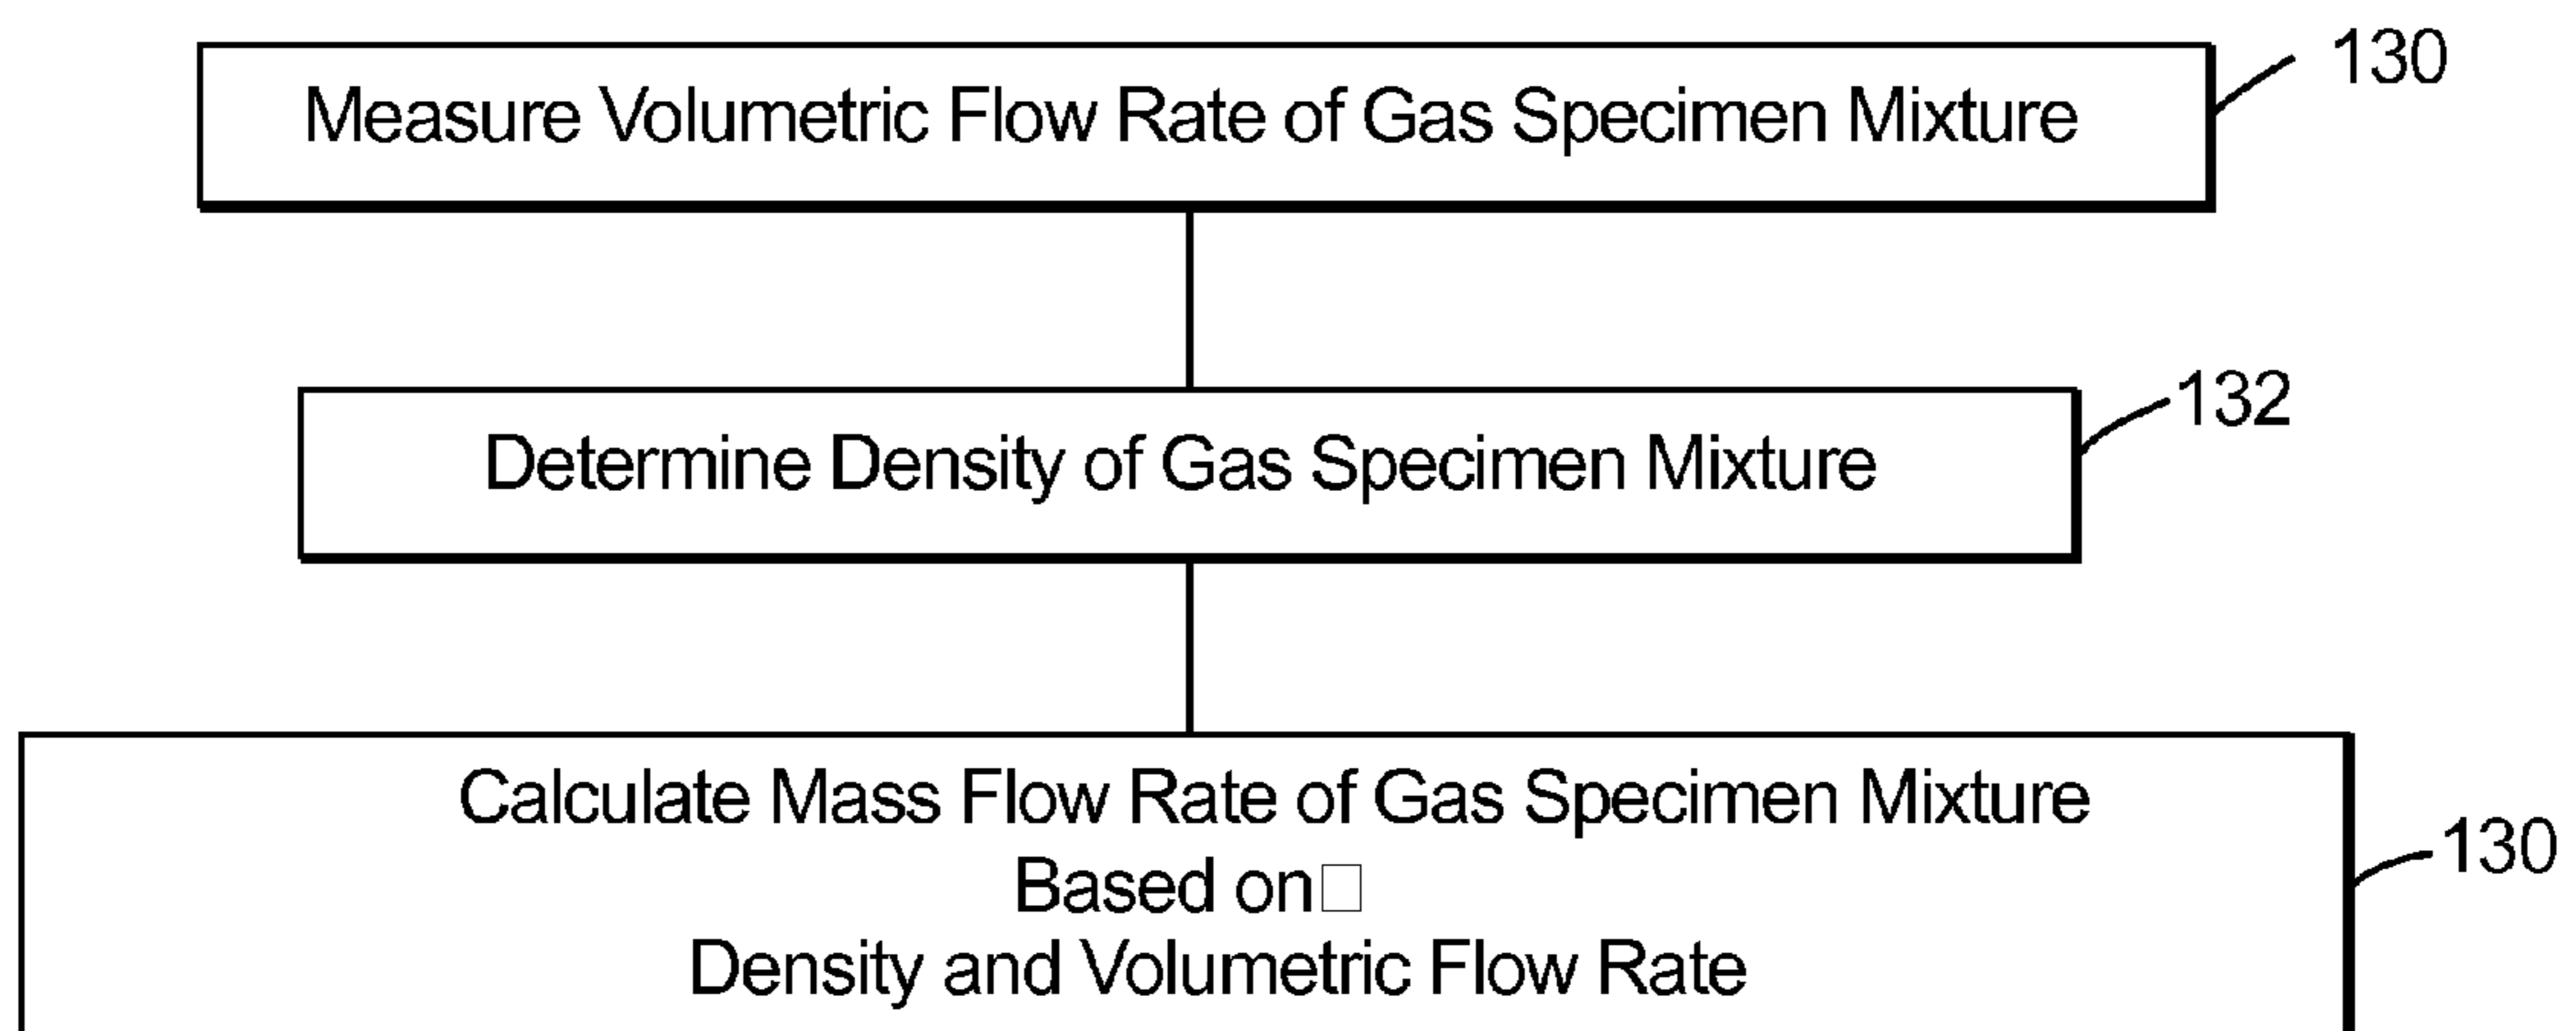 Measure Volumetric Flow Rate of Gas Specimen Mixture
130
Determine Density of Gas Specimen Mixture
132
Calculate Mass Flow Rate of Gas Specimen Mixture
Based on□
Density and Volumetric Flow Rate
130